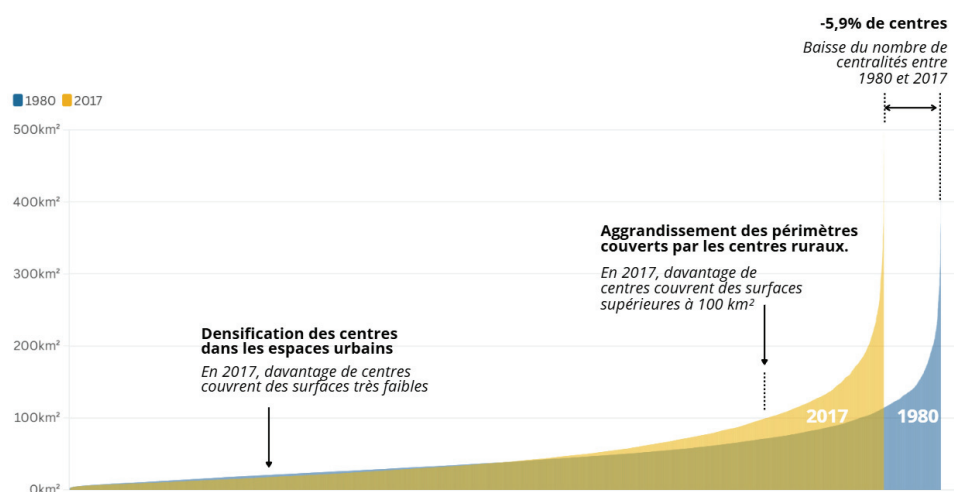 -5,9% de centres
Baisse du nombre de
centralités entre
1980 et 2017
1980 2017
500km²
400km²
Aggrandissement des périmètres
couverts par les centres ruraux.
En 2017, davantage de
centres couvrent des surfaces
supérieures à 100 km²
300km²
Densification des centres
dans les espaces urbains
En 2017, davantage de centres
couvrent des surfaces très faibles
200km²
100km²
2017 1980
0km²